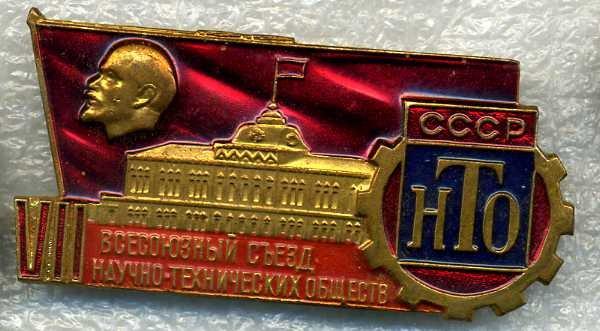 СССР
НТО
VII
ВСЕСОЮЗНЫЙ СЪЕЗД
НАУЧНО-ТЕХНИЧЕСКИХ ОБЩЕСТВ